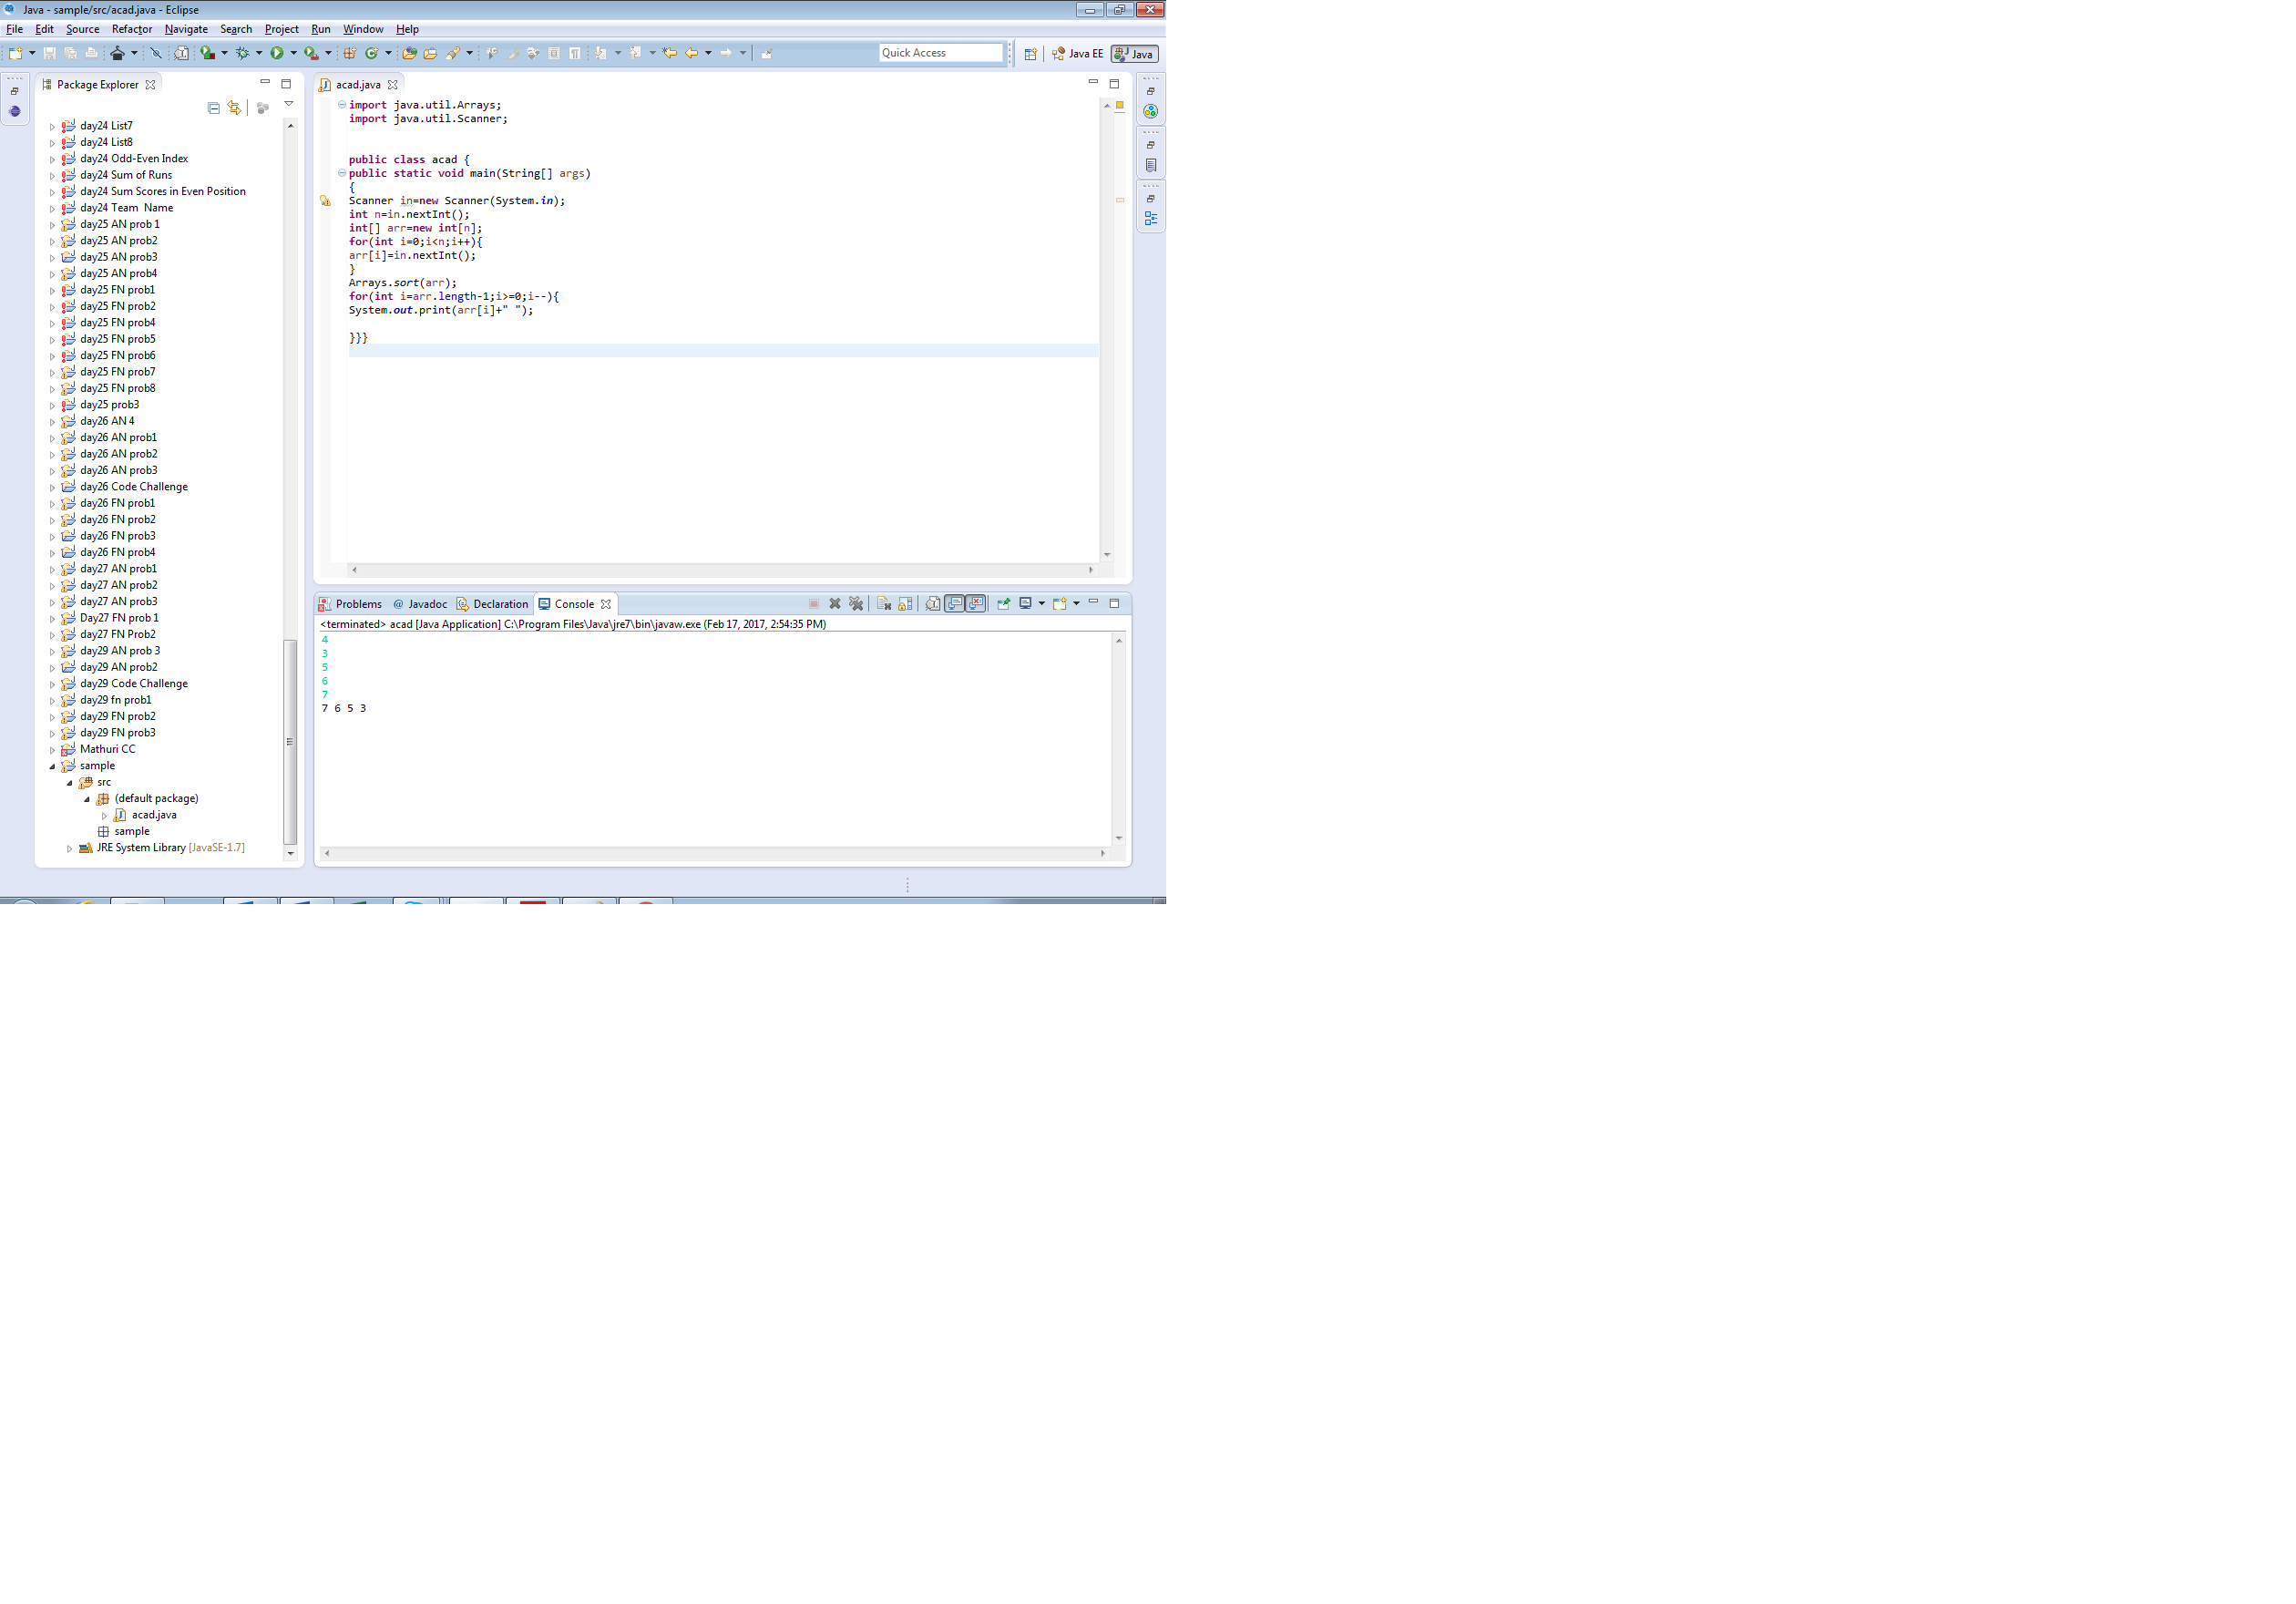 Java - sample/src/acad.java - Eclipse
File Edit Source Refactor Navigate Search Project Run Window Help
Quick Access
Java EE
Java
Package Explorer
day24 List7
day24 List8
day24 Odd-Even Index
day24 Sum of Runs
day24 Sum Scores in Even Position
day24 Team  Name
day25 AN prob 1
day25 AN prob2
day25 AN prob3
day25 AN prob4
day25 FN prob1
day25 FN prob2
day25 FN prob4
day25 FN prob5
day25 FN prob6
day25 FN prob7
day25 FN prob8
day25 prob3
day26 AN 4
day26 AN prob1
day26 AN prob2
day26 AN prob3
day26 Code Challenge
day26 FN prob1
day26 FN prob2
day26 FN prob3
day26 FN prob4
day27 AN prob1
day27 AN prob2
day27 AN prob3
Day27 FN prob 1
day27 FN Prob2
day29 AN prob 3
day29 AN prob2
day29 Code Challenge
day29 fn prob1
day29 FN prob2
day29 FN prob3
Mathuri CC
sample
src
(default package)
acad.java
sample
JRE System Library [JavaSE-1.7]
acad.java
import java.util.Arrays;
import java.util.Scanner;
public class acad {
public static void main(String[] args)
{
Scanner in=new Scanner(System.in);
int n=in.nextInt();
int[] arr=new int[n];
for(int i=0;i<n;i++){
arr[i]=in.nextInt();
}
Arrays.sort(arr);
for(int i=arr.length-1;i>=0;i--){
System.out.print(arr[i]+" ");
}}}
Problems @ Javadoc Declaration Console
<terminated> acad [Java Application] C:\Program Files\Java\jre7\bin\javaw.exe (Feb 17, 2017, 2:54:35 PM)
4
3
5
6
7
7 6 5 3